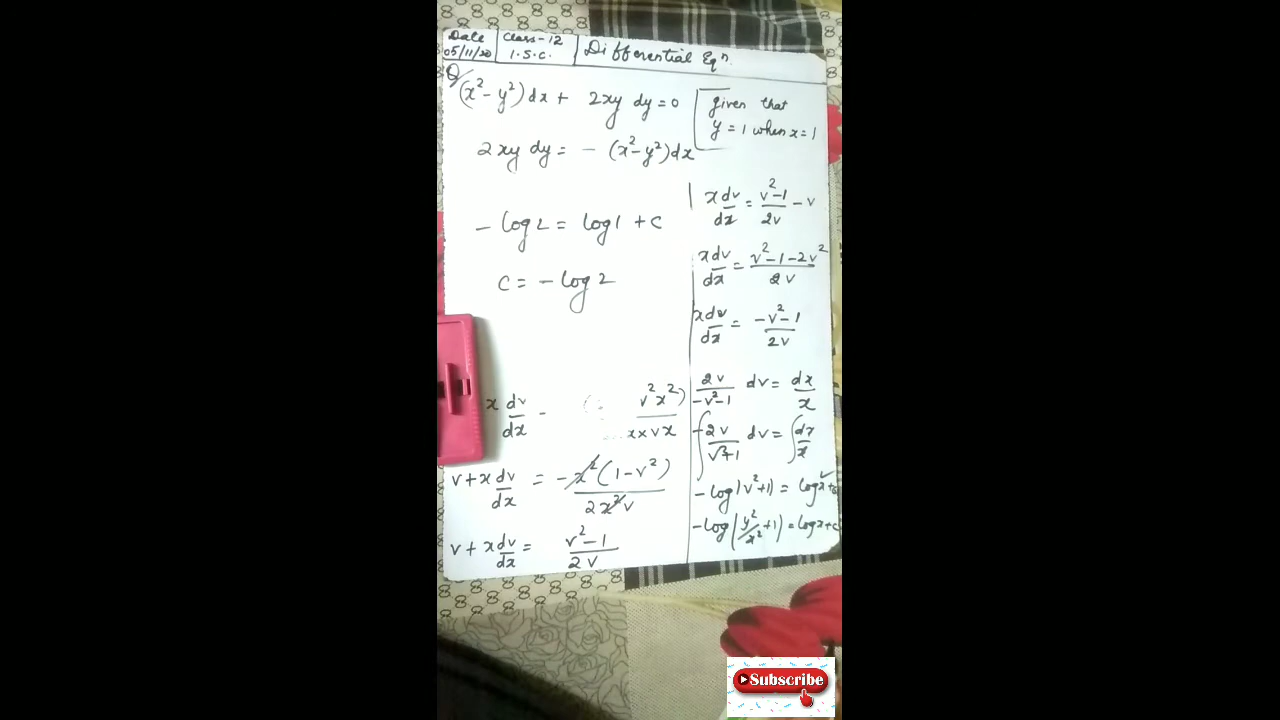 Date
05/11/20
Class-12
I.S.C.
Differential Eqⁿ.
Q (x² - y²) dx + 2xy dy = 0
given that
y = 1 when x = 1
2xy dy = - (x² - y²) dx
- log 2 = log 1 + c
c = - log 2
x dv/dx - v²x²) / x × vx
v + x dv/dx = - x² (1 - v²) / 2x² v
v + x dv/dx = v² - 1 / 2v
x dv/dx = v² - 1 / 2v - v
x dv/dx = v² - 1 - 2v² / 2v
x dv/dx = - v² - 1 / 2v
2v / - v² - 1 dv = dx / x
∫ - 2v / v² + 1 dv = ∫ dx / x
- log (v² + 1) = log x + c
- log (y²/x² + 1) = log x + c
Subscribe